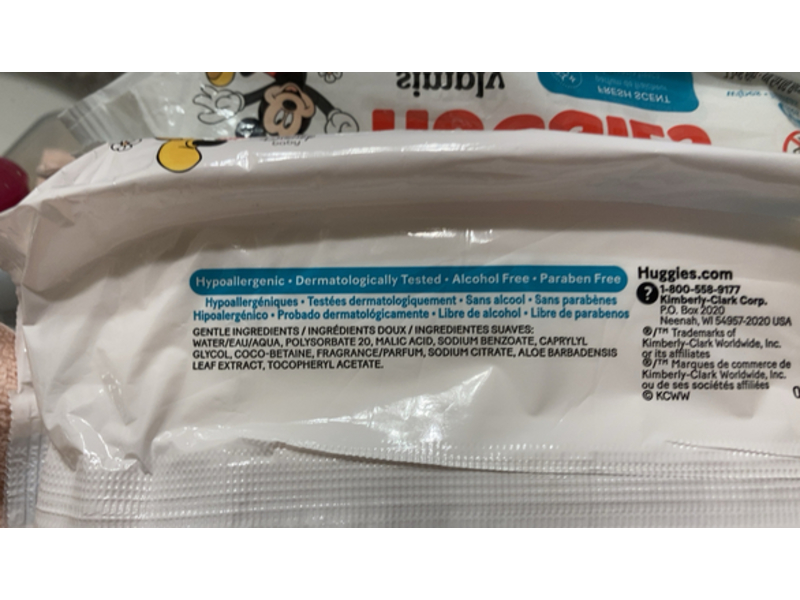 simply
FRESH SCENT
HUGGIES
Hypoallergenic • Dermatologically Tested • Alcohol Free • Paraben Free
Hypoallergéniques • Testées dermatologiquement • Sans alcool • Sans parabènes
Hipoalergénico • Probado dermatológicamente • Libre de alcohol • Libre de parabenos
GENTLE INGREDIENTS / INGRÉDIENTS DOUX / INGREDIENTES SUAVES:
WATER/EAU/AQUA, POLYSORBATE 20, MALIC ACID, SODIUM BENZOATE, CAPRYLYL
GLYCOL, COCO-BETAINE, FRAGRANCE/PARFUM, SODIUM CITRATE, ALOE BARBADENSIS
LEAF EXTRACT, TOCOPHERYL ACETATE.
Huggies.com
? 1-800-558-9177
Kimberly-Clark Corp.
P.O. Box 2020
Neenah, WI 54957-2020 USA
®/™ Trademarks of
Kimberly-Clark Worldwide, Inc.
or its affiliates
®/™ Marques de commerce de
Kimberly-Clark Worldwide, Inc.
ou de ses sociétés affiliées
© KCWW